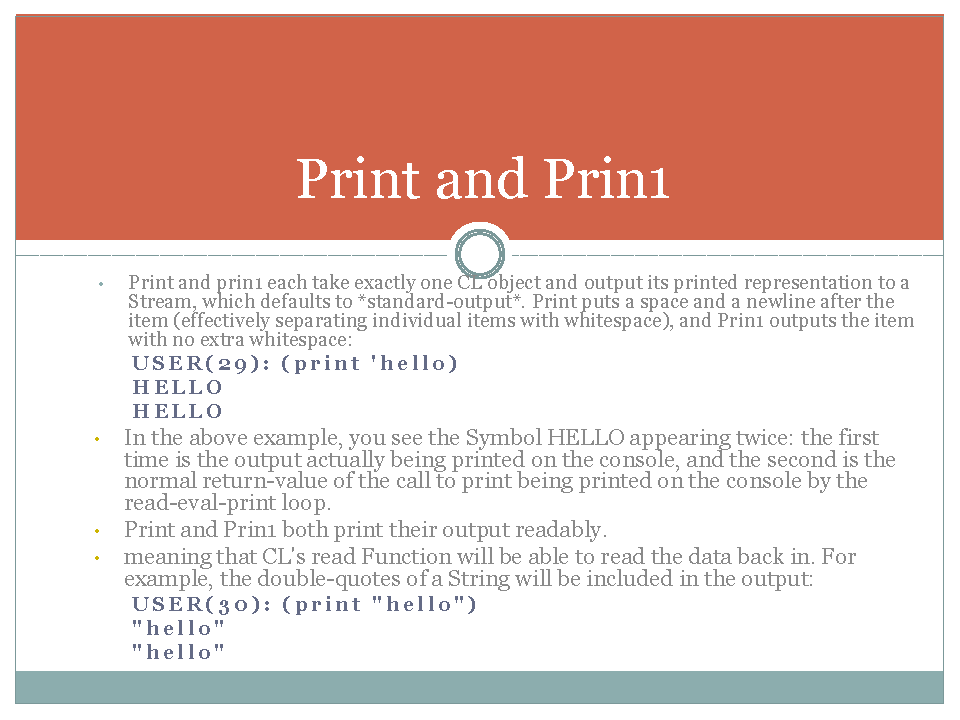 Print and Prin1
• Print and prin1 each take exactly one CL object and output its printed representation to a
Stream, which defaults to *standard-output*. Print puts a space and a newline after the
item (effectively separating individual items with whitespace), and Prin1 outputs the item
with no extra whitespace:
USER(29): (print 'hello)
HELLO
HELLO
• In the above example, you see the Symbol HELLO appearing twice: the first
time is the output actually being printed on the console, and the second is the
normal return-value of the call to print being printed on the console by the
read-eval-print loop.
• Print and Prin1 both print their output readably.
• meaning that CL's read Function will be able to read the data back in. For
example, the double-quotes of a String will be included in the output:
USER(30): (print "hello")
"hello"
"hello"